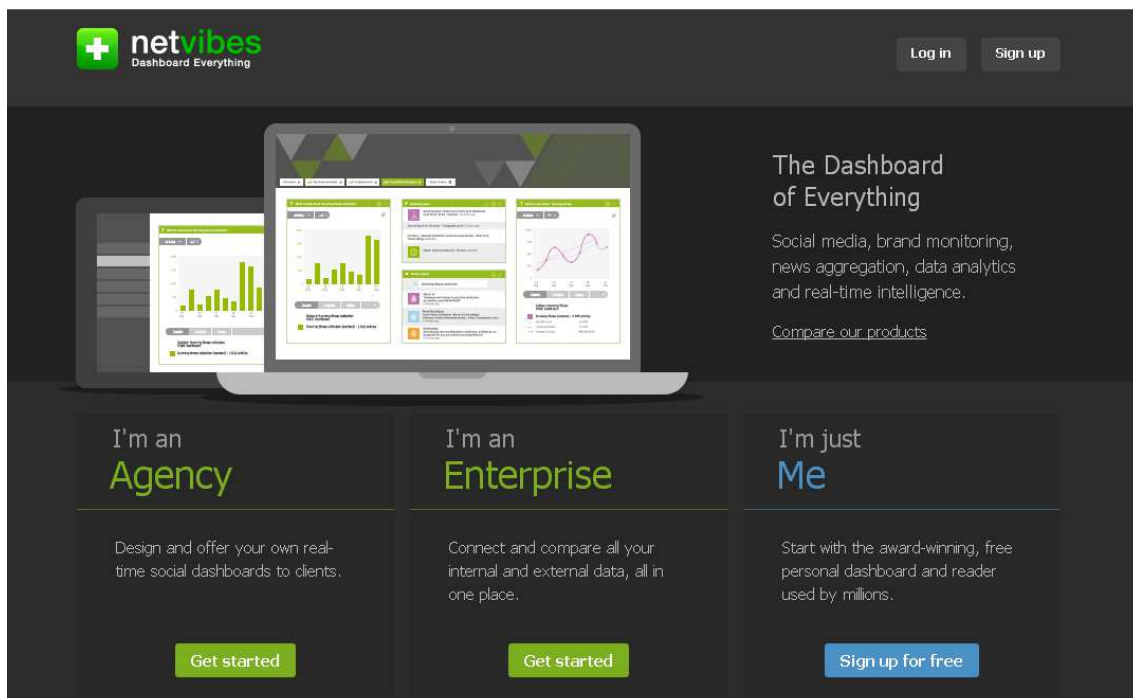 netvibes
Dashboard Everything
Log in
Sign up
The Dashboard
of Everything
Social media, brand monitoring,
news aggregation, data analytics
and real-time intelligence.
Compare our products
I'm an
Agency
Design and offer your own real-
time social dashboards to clients.
Get started
I'm an
Enterprise
Connect and compare all your
internal and external data, all in
one place.
Get started
I'm just
Me
Start with the award-winning, free
personal dashboard and reader
used by millions.
Sign up for free